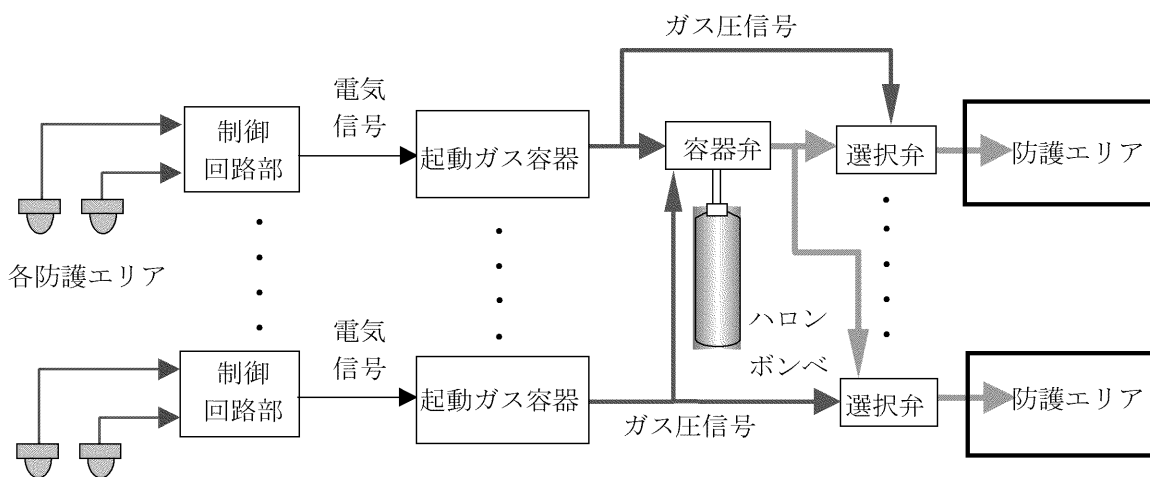 ガス圧信号
電気
信号
制御
回路部
起動ガス容器
容器弁
選択弁
防護エリア
各防護エリア
ハロン
ボンベ
電気
信号
制御
回路部
起動ガス容器
ガス圧信号
選択弁
防護エリア